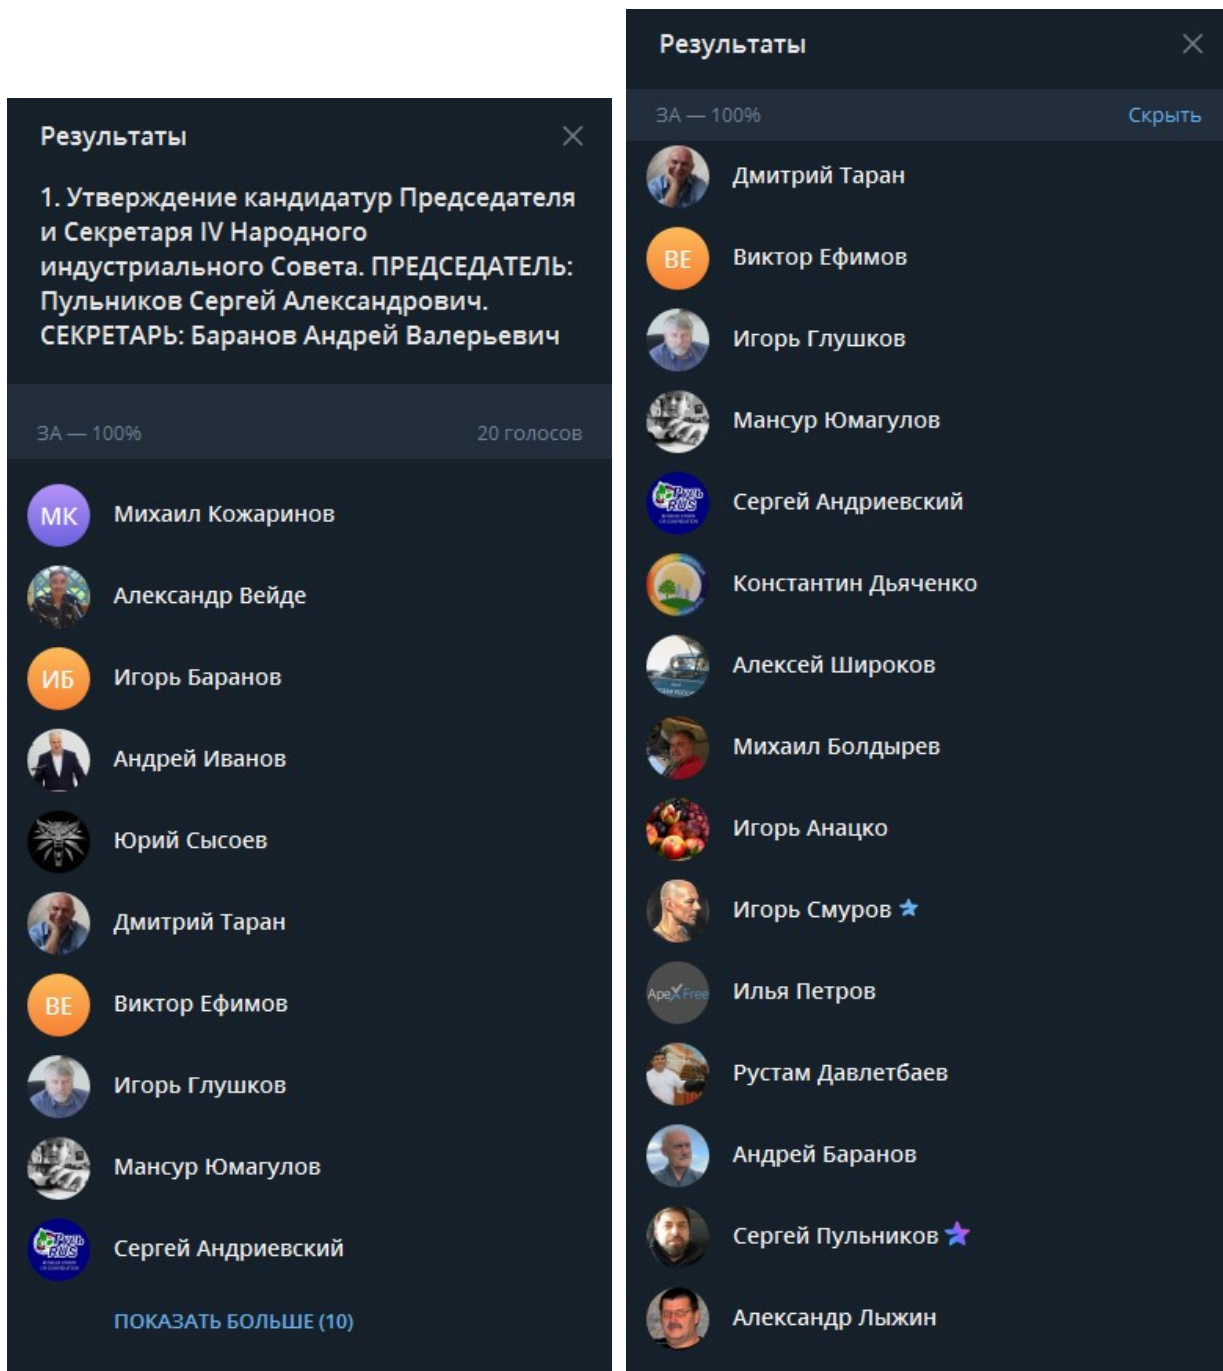 Результаты
1. Утверждение кандидатур Председателя
и Секретаря IV Народного
индустриального Совета. ПРЕДСЕДАТЕЛЬ:
Пульников Сергей Александрович.
СЕКРЕТАРЬ: Баранов Андрей Валерьевич
ЗА — 100% 20 голосов
МК Михаил Кожаринов
Александр Вейде
ИБ Игорь Баранов
Андрей Иванов
Юрий Сысоев
Дмитрий Таран
ВЕ Виктор Ефимов
Игорь Глушков
Мансур Юмагулов
Сергей Андриевский
ПОКАЗАТЬ БОЛЬШЕ (10)
Результаты
ЗА — 100% Скрыть
Дмитрий Таран
ВЕ Виктор Ефимов
Игорь Глушков
Мансур Юмагулов
Сергей Андриевский
Константин Дьяченко
Алексей Широков
Михаил Болдырев
Игорь Анацко
Игорь Смуров
ApeXFree Илья Петров
Рустам Давлетбаев
Андрей Баранов
Сергей Пульников
Александр Лыжин